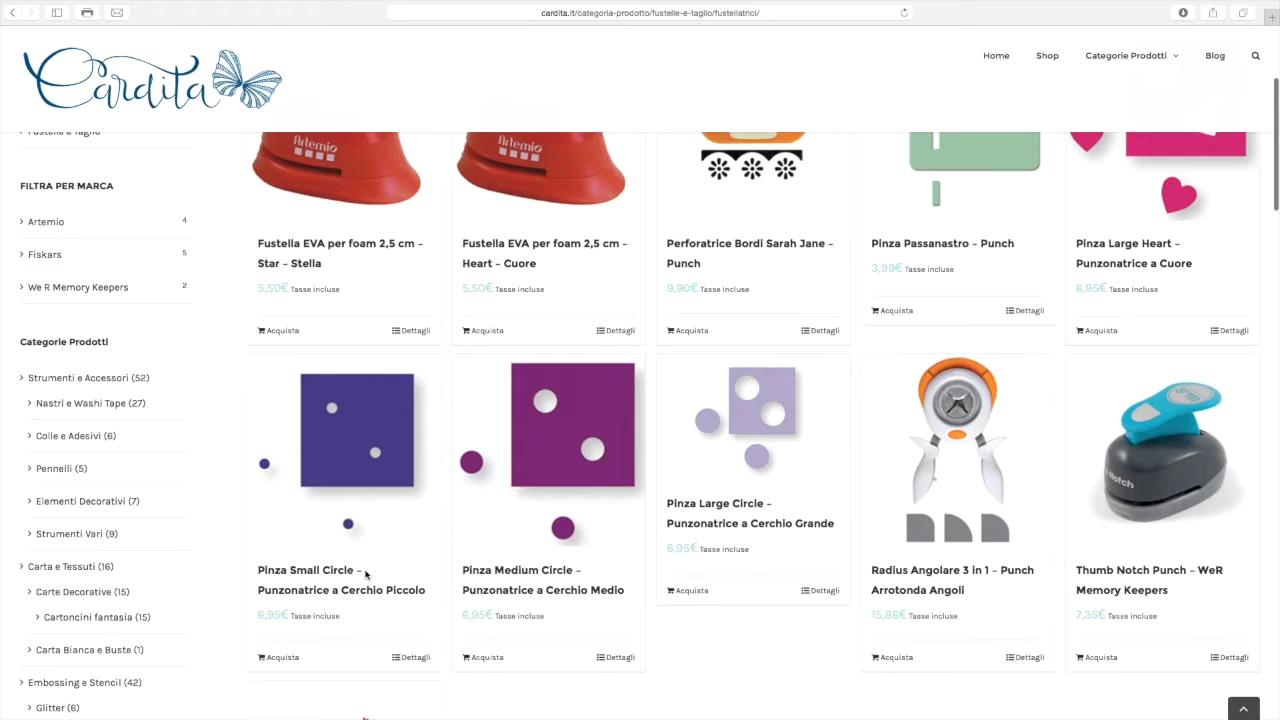 cardita.it/categoria-prodotto/fustelle-e-taglio/fustellatrici/
Cardita
Home
Shop
Categorie Prodotti
Blog
Fustelle e Taglio
FILTRA PER MARCA
Artemio 4
Fiskars 5
We R Memory Keepers 2
Categorie Prodotti
Strumenti e Accessori (52)
Nastri e Washi Tape (27)
Colle e Adesivi (6)
Pennelli (5)
Elementi Decorativi (7)
Strumenti Vari (9)
Carta e Tessuti (16)
Carte Decorative (15)
Cartoncini fantasia (15)
Carta Bianca e Buste (1)
Embossing e Stencil (42)
Glitter (6)
Artemio
Fustella EVA per foam 2,5 cm –
Star – Stella
5,50€ Tasse incluse
Acquista
Dettagli
Artemio
Fustella EVA per foam 2,5 cm –
Heart – Cuore
5,50€ Tasse incluse
Acquista
Dettagli
Perforatrice Bordi Sarah Jane –
Punch
9,90€ Tasse incluse
Acquista
Dettagli
Pinza Passanastro – Punch
3,99€ Tasse incluse
Acquista
Dettagli
Pinza Large Heart –
Punzonatrice a Cuore
6,95€ Tasse incluse
Acquista
Dettagli
Pinza Small Circle –
Punzonatrice a Cerchio Piccolo
6,95€ Tasse incluse
Acquista
Dettagli
Pinza Medium Circle –
Punzonatrice a Cerchio Medio
6,95€ Tasse incluse
Acquista
Dettagli
Pinza Large Circle –
Punzonatrice a Cerchio Grande
6,95€ Tasse incluse
Acquista
Dettagli
Radius Angolare 3 in 1 – Punch
Arrotonda Angoli
15,86€ Tasse incluse
Acquista
Dettagli
Notch
Thumb Notch Punch – WeR
Memory Keepers
7,35€ Tasse incluse
Acquista
Dettagli